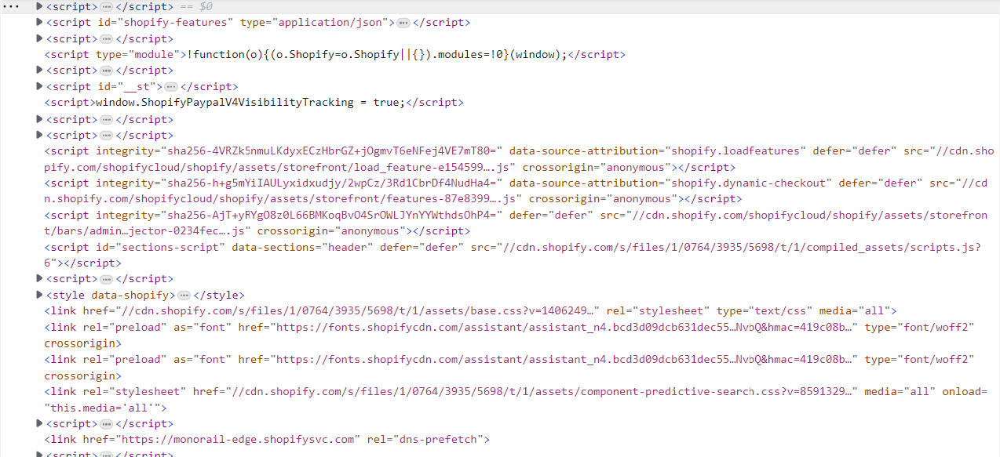 ••• ▶<script>⋯</script> == $0
▶<script id="shopify-features" type="application/json">⋯</script>
▶<script>⋯</script>
<script type="module">!function(o){(o.Shopify=o.Shopify||{}).modules=!0}(window);</script>
▶<script>⋯</script>
▶<script id="__st">⋯</script>
<script>window.ShopifyPaypalV4VisibilityTracking = true;</script>
▶<script>⋯</script>
▶<script>⋯</script>
<script integrity="sha256-4VRZk5nmuLKdyxECzHbrGZ+jOgmvT6eNFej4VE7mT80=" data-source-attribution="shopify.loadfeatures" defer="defer" src="//cdn.sho
pify.com/shopifycloud/shopify/assets/storefront/load_feature-e154599….js" crossorigin="anonymous"></script>
<script integrity="sha256-h+g5mYiIAULyxidxudjy/2wpCz/3Rd1CbrDf4NudHa4=" data-source-attribution="shopify.dynamic-checkout" defer="defer" src="//cd
n.shopify.com/shopifycloud/shopify/assets/storefront/features-87e8399….js" crossorigin="anonymous"></script>
<script integrity="sha256-AjT+yRYgO8z0L66BMKoqBvO4SrOWLJYnYYWthdsOhP4=" defer="defer" src="//cdn.shopify.com/shopifycloud/shopify/assets/storefron
t/bars/admin…jector-0234fec….js" crossorigin="anonymous"></script>
<script id="sections-script" data-sections="header" defer="defer" src="//cdn.shopify.com/s/files/1/0764/3935/5698/t/1/compiled_assets/scripts.js?
6"></script>
▶<script>⋯</script>
▶<style data-shopify>⋯</style>
<link href="//cdn.shopify.com/s/files/1/0764/3935/5698/t/1/assets/base.css?v=1406249…" rel="stylesheet" type="text/css" media="all">
<link rel="preload" as="font" href="https://fonts.shopifycdn.com/assistant/assistant_n4.bcd3d09dcb631dec55…NvbQ&hmac=419c08b…" type="font/woff2"
crossorigin>
<link rel="preload" as="font" href="https://fonts.shopifycdn.com/assistant/assistant_n4.bcd3d09dcb631dec55…NvbQ&hmac=419c08b…" type="font/woff2"
crossorigin>
<link rel="stylesheet" href="//cdn.shopify.com/s/files/1/0764/3935/5698/t/1/assets/component-predictive-search.css?v=8591329…" media="all" onload=
"this.media='all'">
▶<script>⋯</script>
<link href="https://monorail-edge.shopifysvc.com" rel="dns-prefetch">
▶<script>⋯</script>